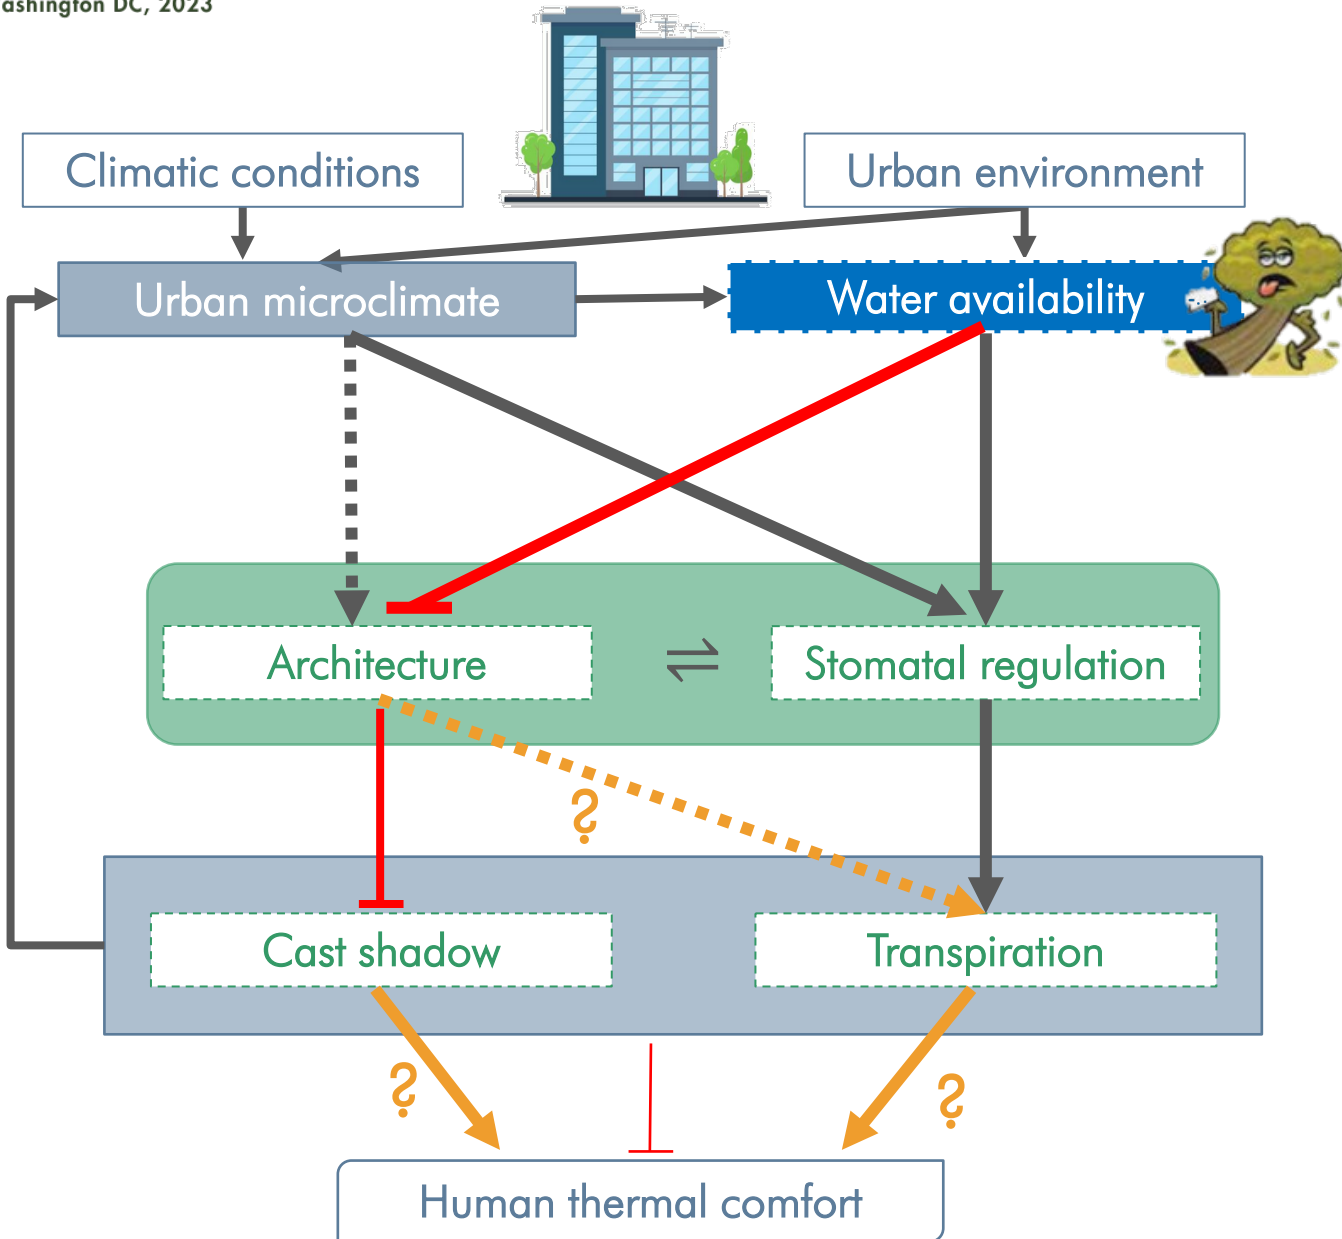 ashington DC, 2023
Climatic conditions
Urban environment
Urban microclimate
Water availability
Architecture
⇌
Stomatal regulation
?
Cast shadow
Transpiration
?
?
Human thermal comfort